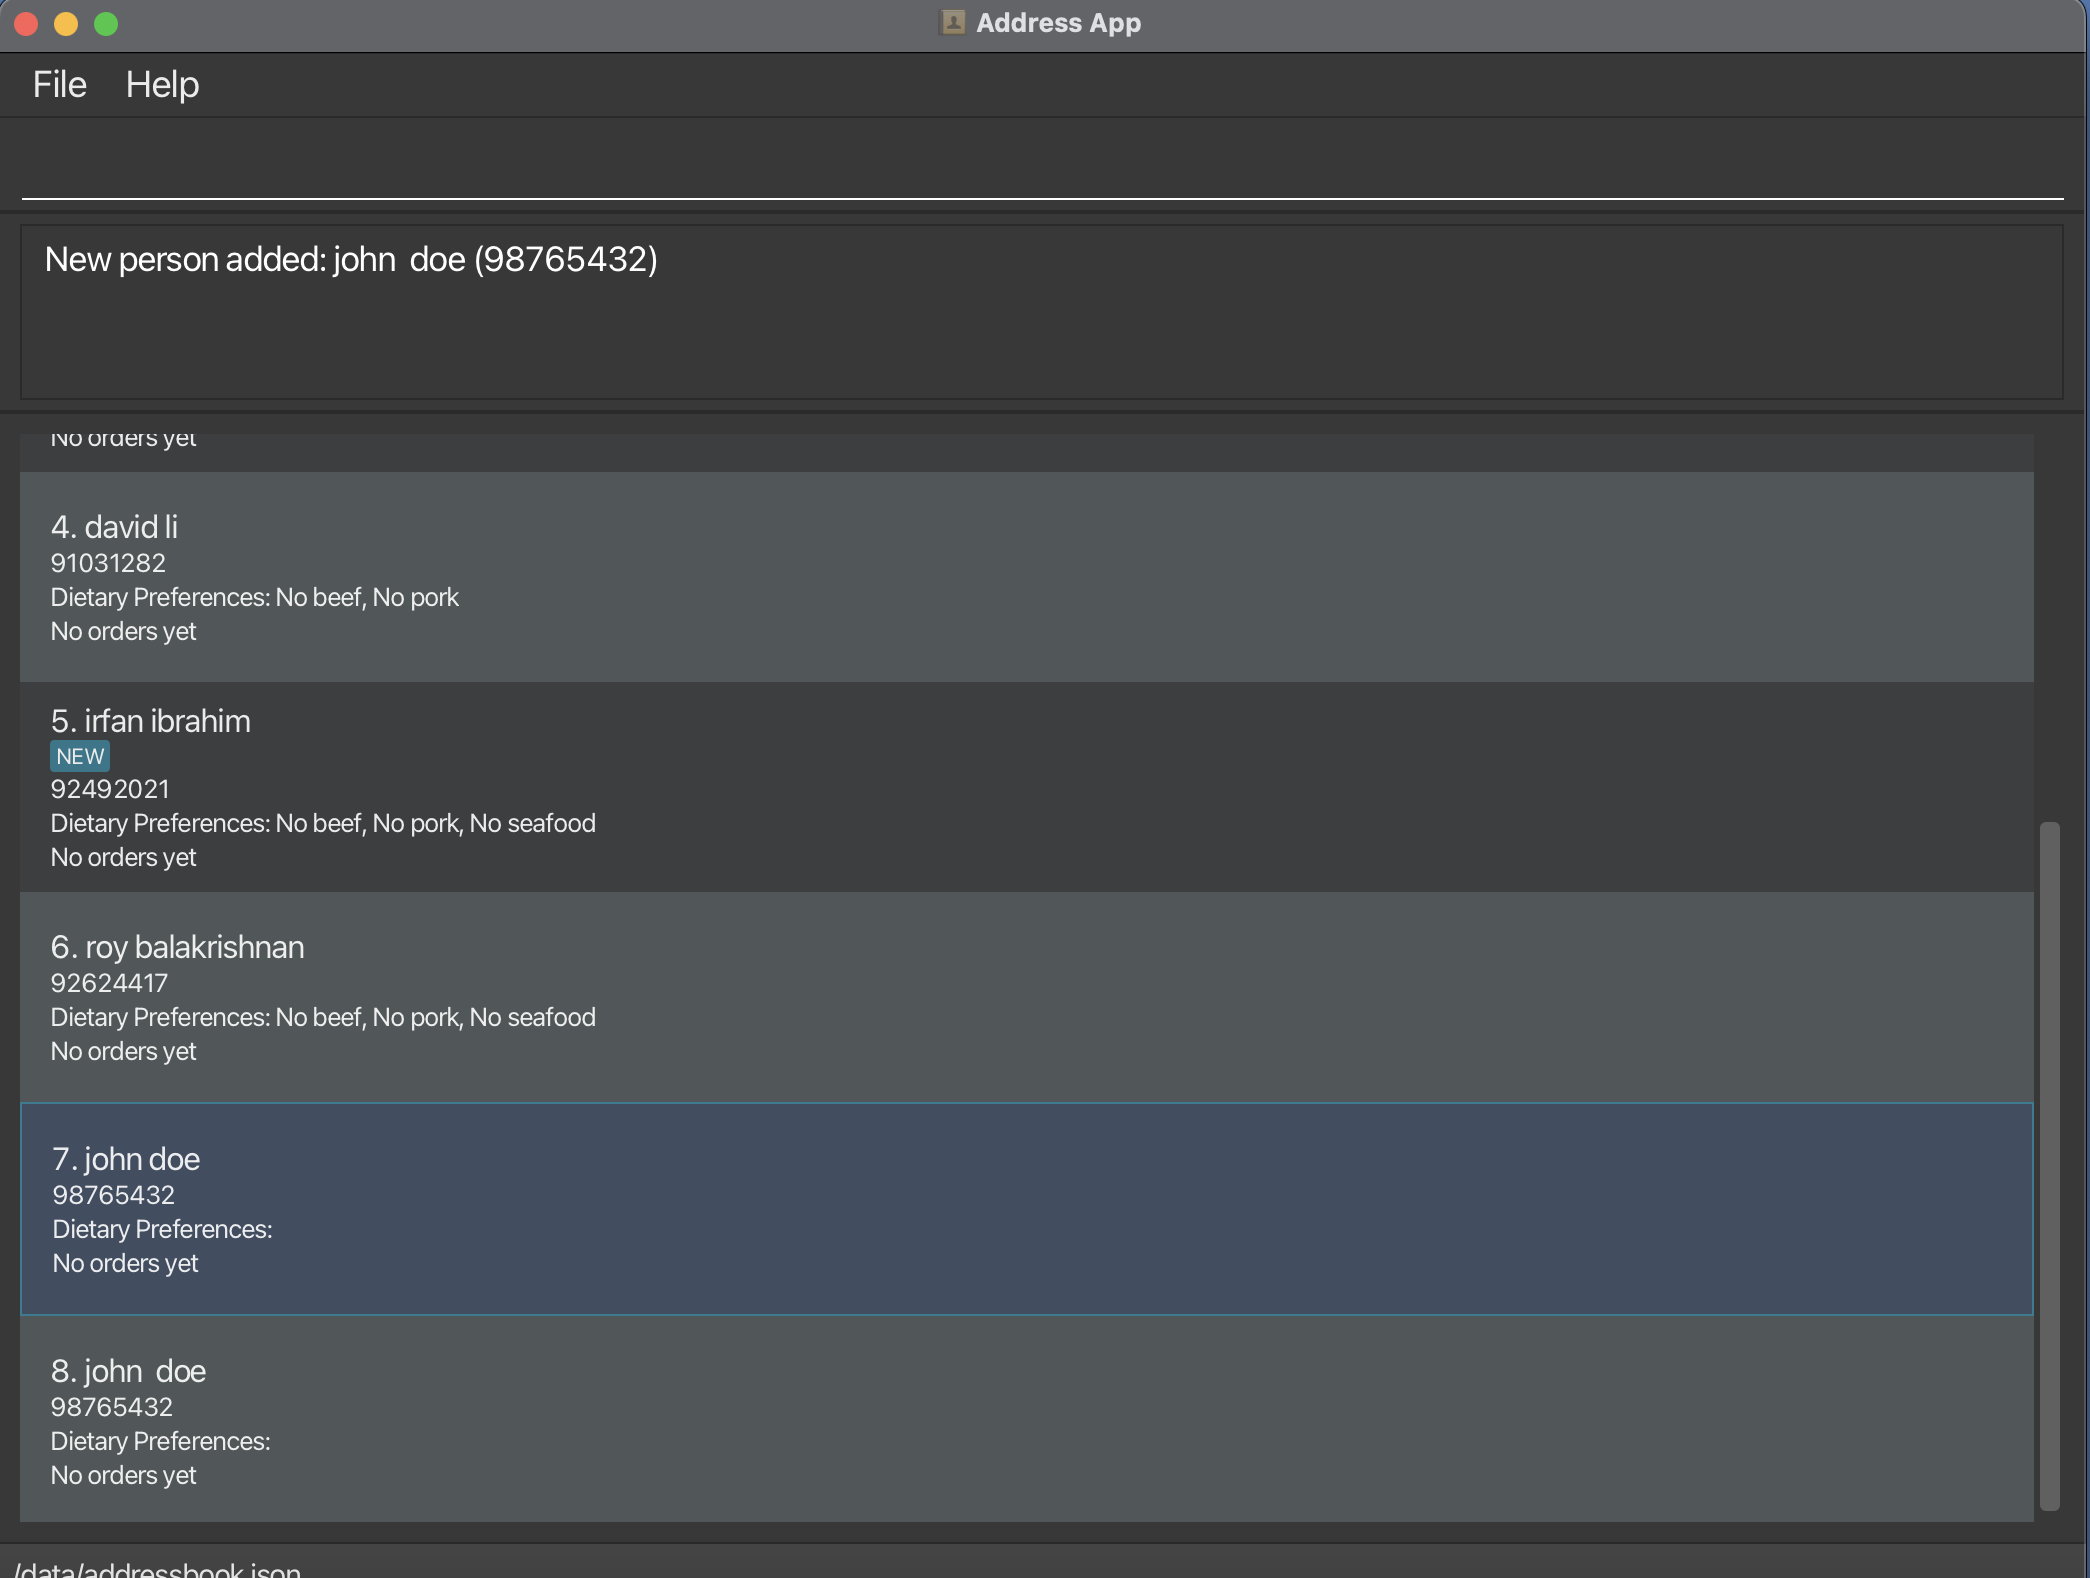 Address App
File Help
New person added: john  doe (98765432)
No orders yet
4. david li
91031282
Dietary Preferences: No beef, No pork
No orders yet
5. irfan ibrahim
NEW
92492021
Dietary Preferences: No beef, No pork, No seafood
No orders yet
6. roy balakrishnan
92624417
Dietary Preferences: No beef, No pork, No seafood
No orders yet
7. john doe
98765432
Dietary Preferences:
No orders yet
8. john  doe
98765432
Dietary Preferences:
No orders yet
/data/addressbook.json